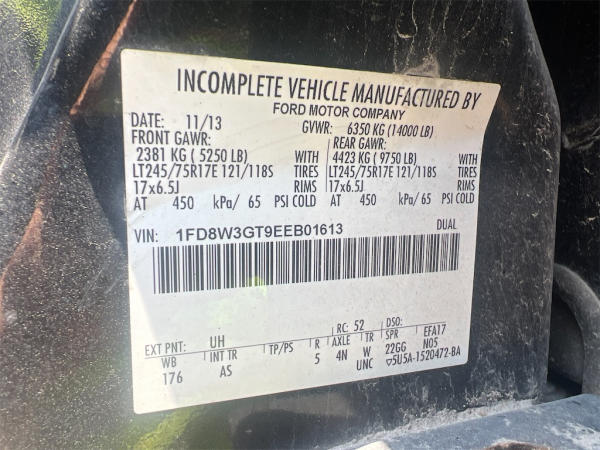 INCOMPLETE VEHICLE MANUFACTURED BY
FORD MOTOR COMPANY
DATE: 11/13 GVWR: 6350 KG (14000 LB)
FRONT GAWR: REAR GAWR:
2381 KG (5250 LB) WITH 4423 KG (9750 LB) WITH
LT245/75R17E 121/118S TIRES LT245/75R17E 121/118S TIRES
17x6.5J RIMS 17x6.5J RIMS
AT 450 kPa/ 65 PSI COLD AT 450 kPa/ 65 PSI COLD
VIN: 1FD8W3GT9EEB01613 DUAL
EXT PNT: UH RC: 52 DSO:
WB INT TR TP/PS R AXLE TR SPR EFA17
176 AS 5 4N W 22GG N05
UNC ▽5U5A-1520472-BA